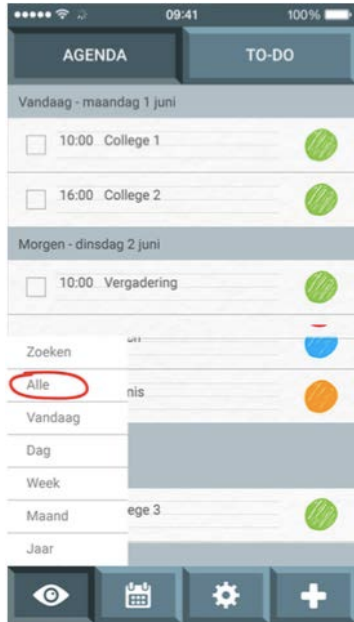 09:41 100%
AGENDA TO-DO
Vandaag - maandag 1 juni
10:00 College 1
16:00 College 2
Morgen - dinsdag 2 juni
10:00 Vergadering
Zoeken
Alle
nis
Vandaag
Dag
Week
Maand ege 3
Jaar